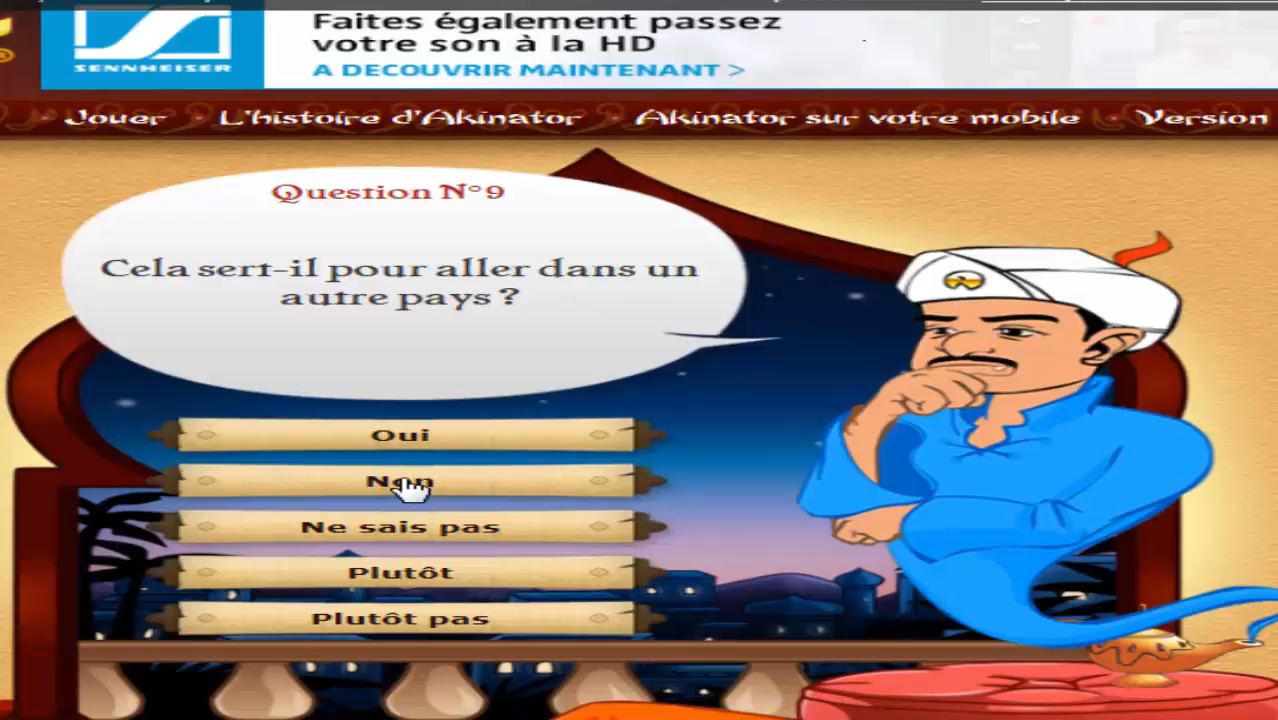 Faites également passez
votre son à la HD
SENNHEISER
A DECOUVRIR MAINTENANT >
Jouer L'histoire d'Akinator Akinator sur votre mobile Version
Question N°9
Cela sert-il pour aller dans un
autre pays ?
Oui
Non
Ne sais pas
Plutôt
Plutôt pas